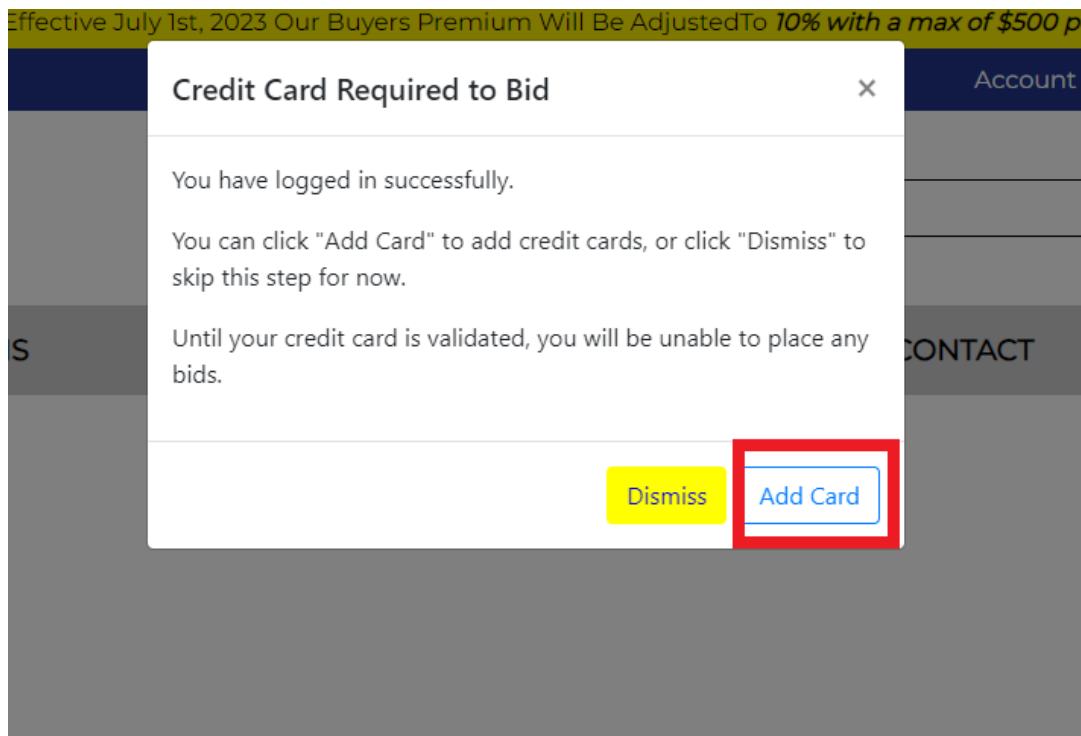 Effective July 1st, 2023 Our Buyers Premium Will Be AdjustedTo 10% with a max of $500
Credit Card Required to Bid ×
Account
You have logged in successfully.
You can click "Add Card" to add credit cards, or click "Dismiss" to
skip this step for now.
Until your credit card is validated, you will be unable to place any
bids.
CONTACT
Dismiss
Add Card